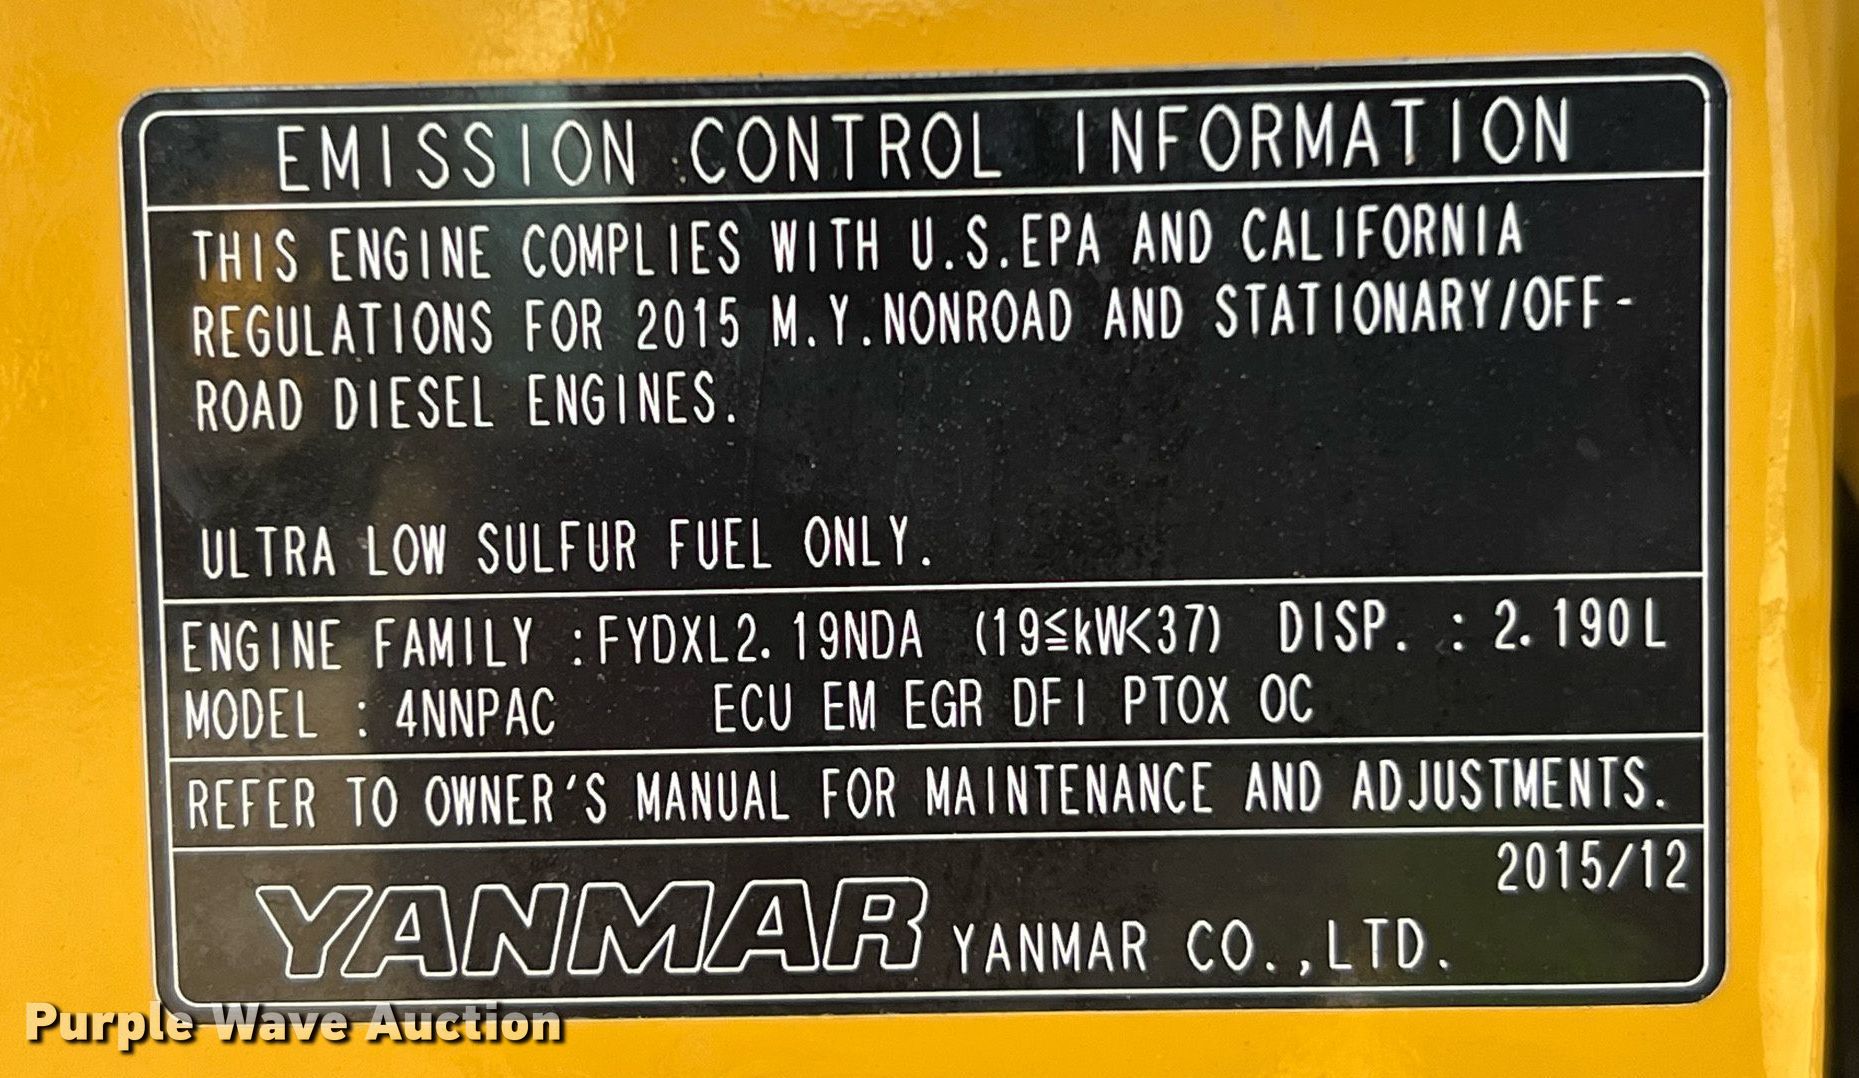 EMISSION CONTROL INFORMATION
THIS ENGINE COMPLIES WITH U.S.EPA AND CALIFORNIA
REGULATIONS FOR 2015 M.Y.NONROAD AND STATIONARY/OFF-
ROAD DIESEL ENGINES.
ULTRA LOW SULFUR FUEL ONLY.
ENGINE FAMILY :FYDXL2.19NDA (19≦kW<37) DISP. : 2.190L
MODEL : 4NNPAC ECU EM EGR DFI PTOX OC
REFER TO OWNER'S MANUAL FOR MAINTENANCE AND ADJUSTMENTS.
2015/12
YANMAR YANMAR CO.,LTD.
Purple Wave Auction